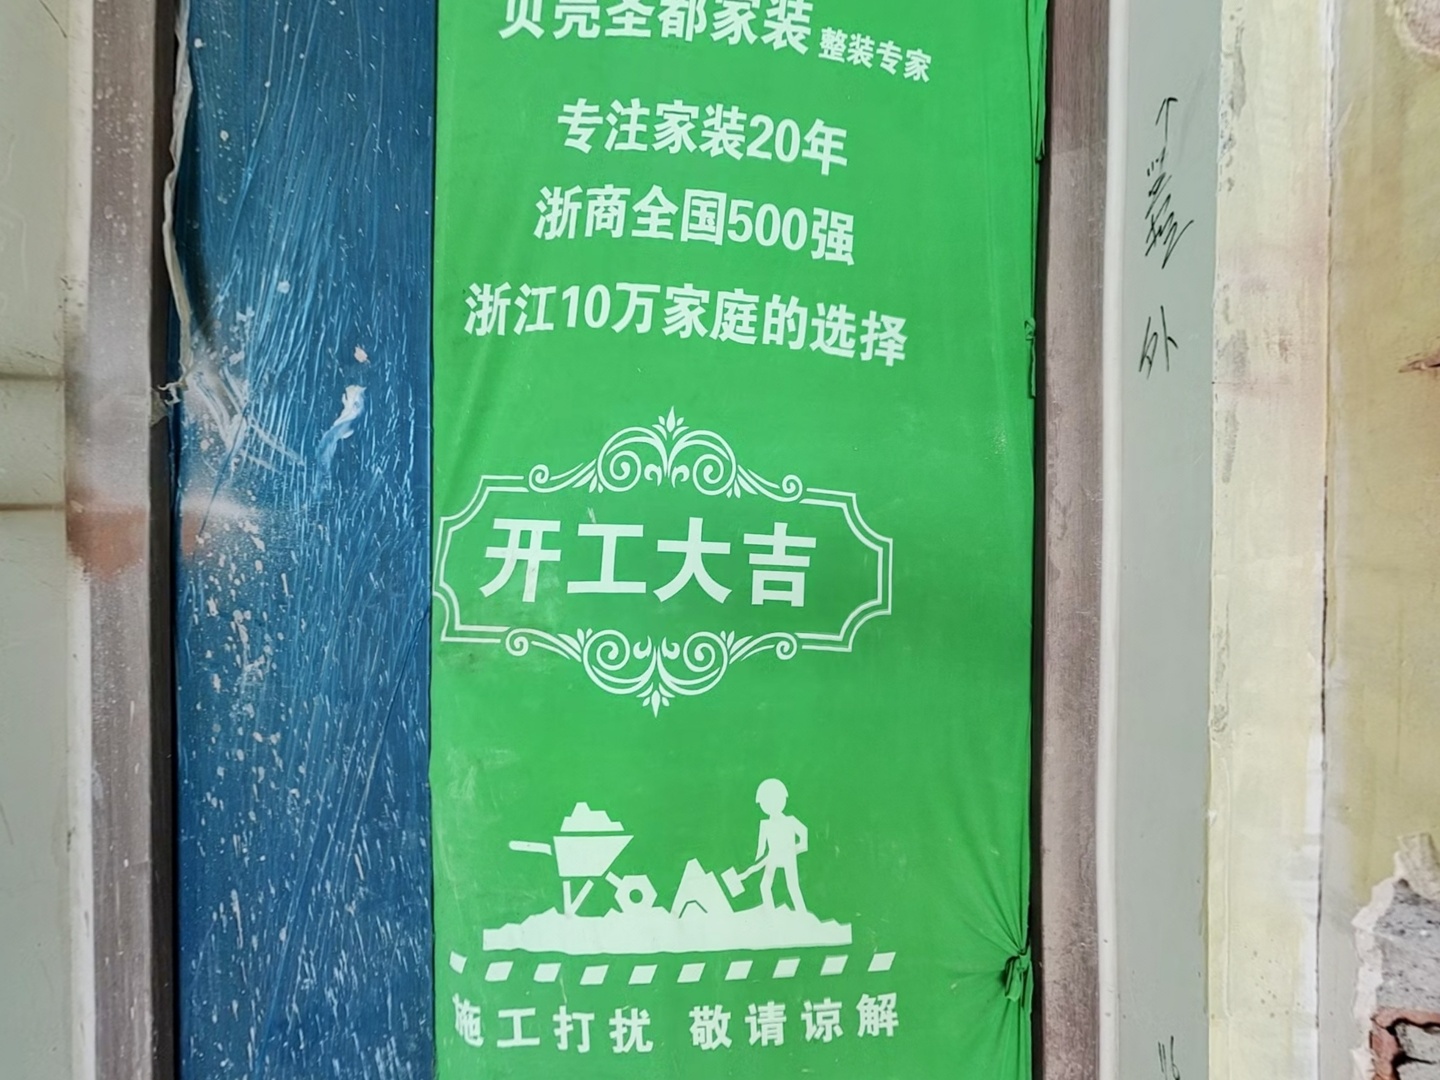 贝壳圣都家装 整装专家
专注家装20年
浙商全国500强
浙江10万家庭的选择
开工大吉
施工打扰 敬请谅解
外